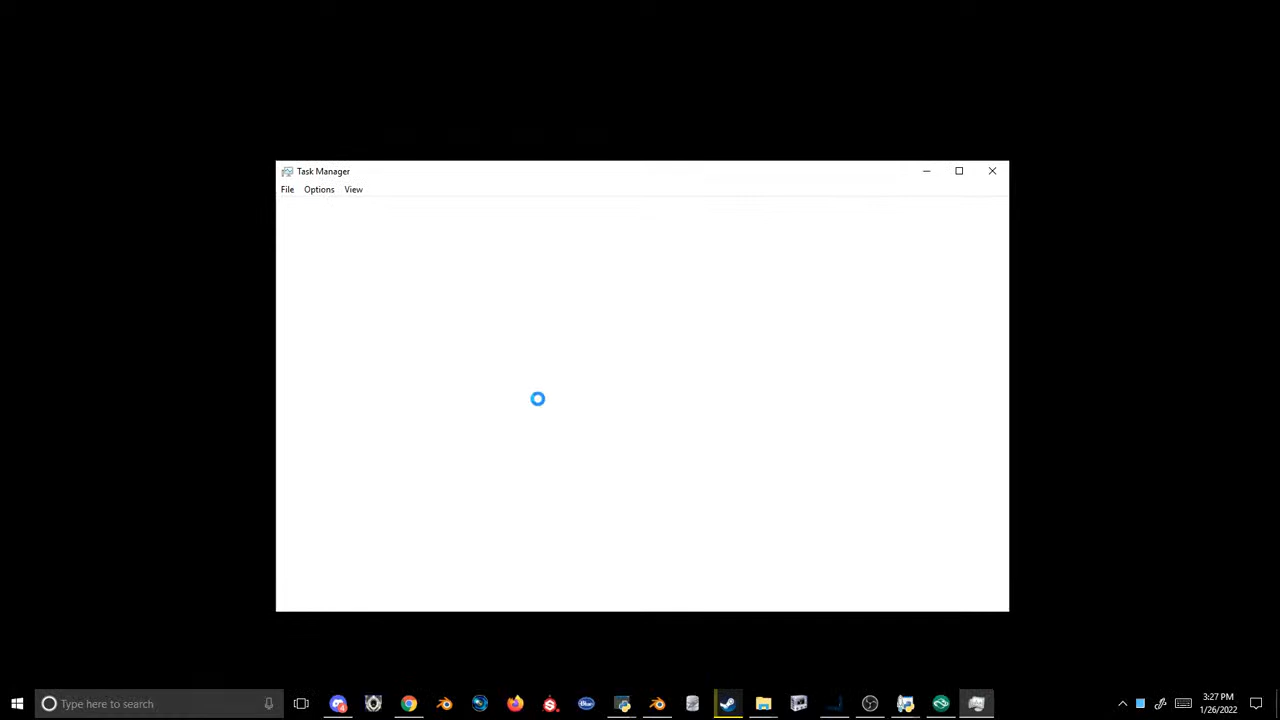 Task Manager
File Options View
Type here to search
3:27 PM
1/26/2022